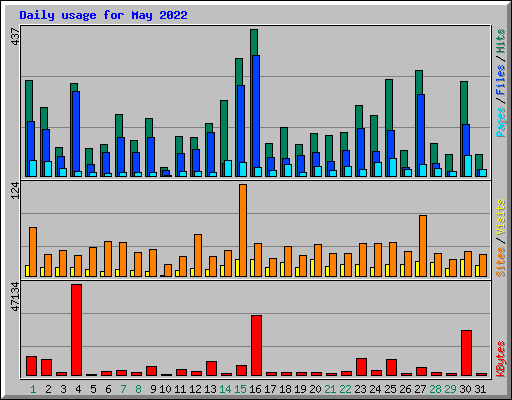 Daily usage for May 2022
437
Pages / Files / Hits
124
Sites / Visits
47134
KBytes
1 2 3 4 5 6 7 8 9 10 11 12 13 14 15 16 17 18 19 20 21 22 23 24 25 26 27 28 29 30 31